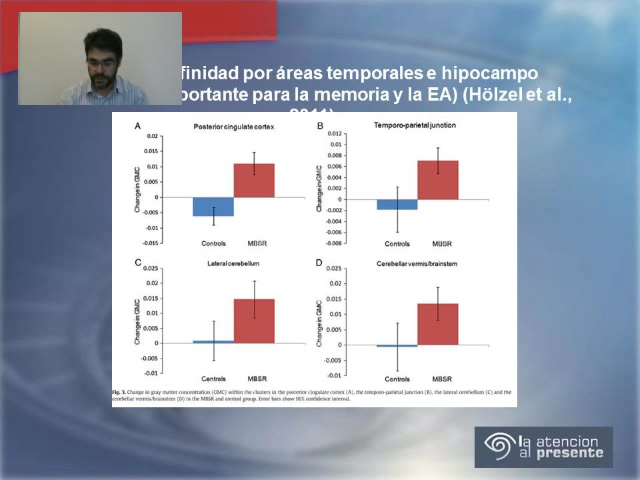 finidad por áreas temporales e hipocampo
portante para la memoria y la EA) (Hölzel et al.,
2011)
A
Posterior cingulate cortex
Change in GMC
0.02
0.015
0.01
0.005
0
-0.005
-0.01
-0.015
Controls MBSR
B
Temporo-parietal junction
Change in GMC
0.012
0.01
0.008
0.006
0.004
0.002
0
-0.002
-0.004
-0.006
-0.008
Controls MBSR
C
Lateral cerebellum
Change in GMC
0.025
0.02
0.015
0.01
0.005
0
-0.005
-0.01
Controls MBSR
D
Cerebellar vermis/brainstem
Change in GMC
0.025
0.02
0.015
0.01
0.005
0
-0.005
-0.01
Controls MBSR
Fig. 3. Change in gray matter concentration (GMC) within the clusters in the posterior cingulate cortex (A), the temporo-parietal junction (B), the lateral cerebellum (C) and the
cerebellar vermis/brainstem (D) in the MBSR and control group. Error bars show 95% confidence interval.
la atencion
al presente